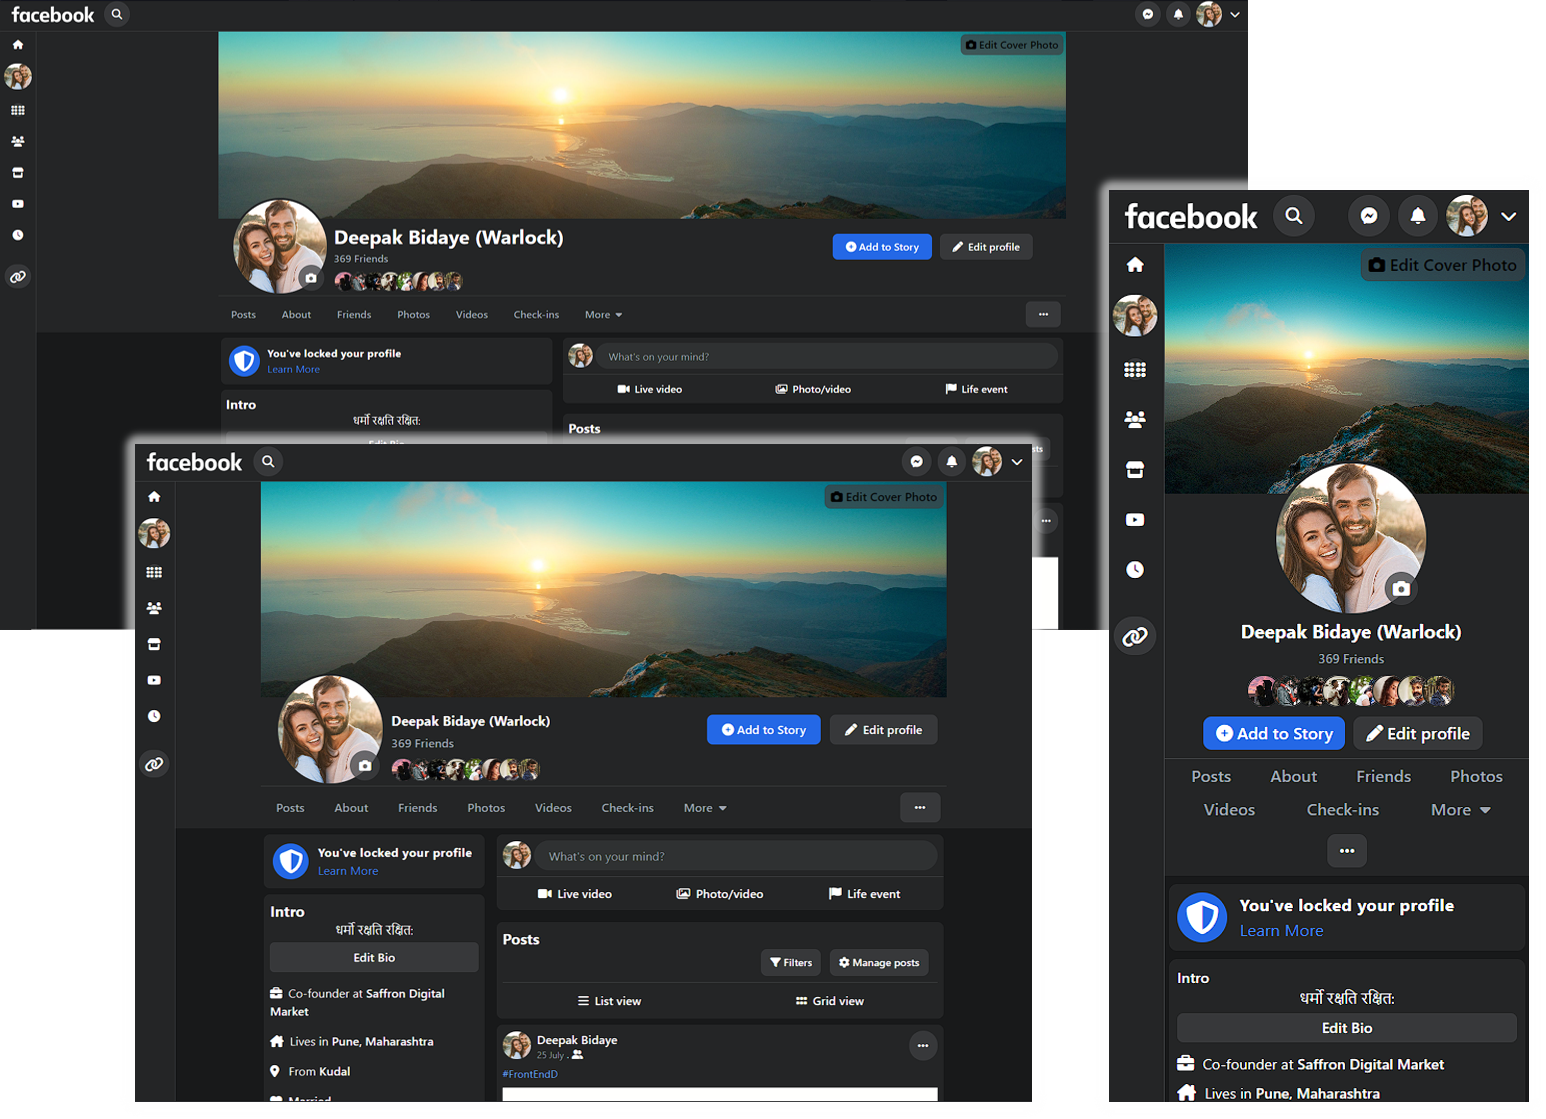 facebook
Edit Cover Photo
Deepak Bidaye (Warlock)
369 Friends
Add to Story
Edit profile
Posts About Friends Photos Videos Check-ins More
You've locked your profile
Learn More
What's on your mind?
Live video Photo/video Life event
Intro
धर्मो रक्षति रक्षित:
Posts
facebook
Edit Cover Photo
Deepak Bidaye (Warlock)
369 Friends
Add to Story
Edit profile
Posts About Friends Photos Videos Check-ins More
You've locked your profile
Learn More
Intro
धर्मो रक्षति रक्षित:
Edit Bio
Co-founder at Saffron Digital
Market
Lives in Pune, Maharashtra
From Kudal
Married
What's on your mind?
Live video Photo/video Life event
Posts
Filters Manage posts
List view Grid view
Deepak Bidaye
25 July .
#FrontEndD
facebook
Edit Cover Photo
Deepak Bidaye (Warlock)
369 Friends
Add to Story Edit profile
Posts About Friends Photos
Videos Check-ins More
You've locked your profile
Learn More
Intro
धर्मो रक्षति रक्षित:
Edit Bio
Co-founder at Saffron Digital Market
Lives in Pune, Maharashtra